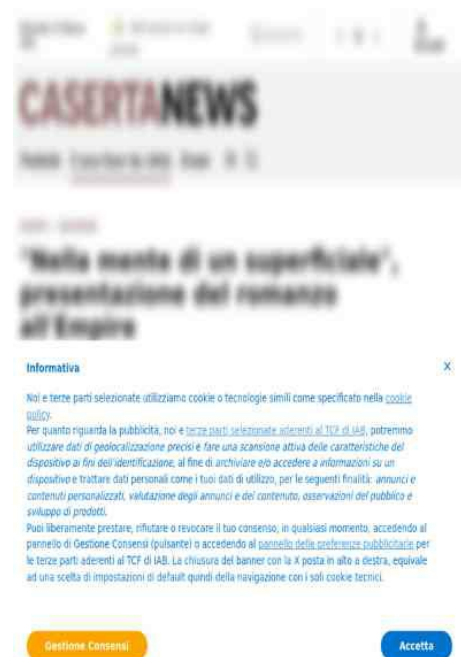 CASERTANEWS
"Nella mente di un superficiale",
presentazione del romanzo
all'Empire
Informativa
X
Noi e terze parti selezionate utilizziamo cookie o tecnologie simili come specificato nella cookie
policy.
Per quanto riguarda la pubblicità, noi e terze parti selezionate aderenti al TCF di IAB, potremmo
utilizzare dati di geolocalizzazione precisi e fare una scansione attiva delle caratteristiche del
dispositivo ai fini dell'identificazione, al fine di archiviare e/o accedere a informazioni su un
dispositivo e trattare dati personali come i tuoi dati di utilizzo, per le seguenti finalità: annunci e
contenuti personalizzati, valutazione degli annunci e del contenuto, osservazioni del pubblico e
sviluppo di prodotti.
Puoi liberamente prestare, rifiutare o revocare il tuo consenso, in qualsiasi momento, accedendo al
pannello di Gestione Consensi (pulsante) o accedendo al pannello delle preferenze pubblicitarie per
le terze parti aderenti al TCF di IAB. La chiusura del banner con la X posta in alto a destra, equivale
ad una scelta di impostazioni di default quindi della navigazione con i soli cookie tecnici.
Gestione Consensi
Accetta